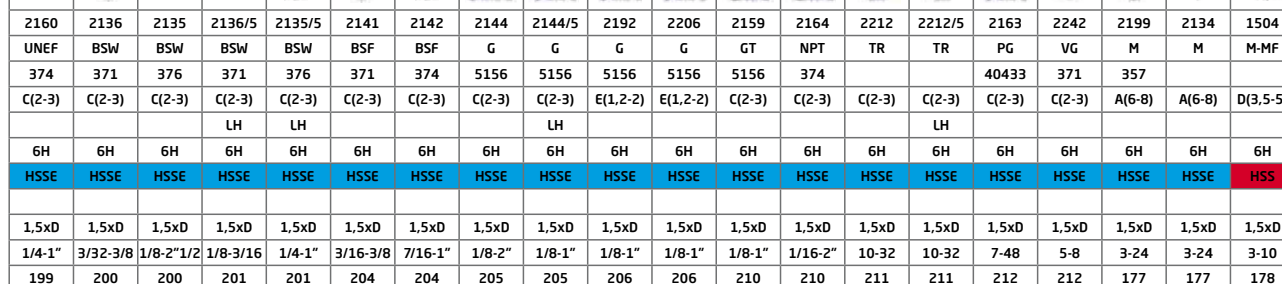 2160 2136 2135 2136/5 2135/5 2141 2142 2144 2144/5 2192 2206 2159 2164 2212 2212/5 2163 2242 2199 2134 1504
UNEF BSW BSW BSW BSW BSF BSF G G G G GT NPT TR TR PG VG M M M-MF
374 371 376 371 376 371 374 5156 5156 5156 5156 5156 374 40433 371 357
C(2-3) C(2-3) C(2-3) C(2-3) C(2-3) C(2-3) C(2-3) C(2-3) C(2-3) E(1,2-2) E(1,2-2) C(2-3) C(2-3) C(2-3) C(2-3) C(2-3) C(2-3) A(6-8) A(6-8) D(3,5-5
LH LH LH LH
6H 6H 6H 6H 6H 6H 6H 6H 6H 6H 6H 6H 6H 6H 6H 6H 6H 6H 6H 6H
HSSE HSSE HSSE HSSE HSSE HSSE HSSE HSSE HSSE HSSE HSSE HSSE HSSE HSSE HSSE HSSE HSSE HSSE HSSE HSS
1,5xD 1,5xD 1,5xD 1,5xD 1,5xD 1,5xD 1,5xD 1,5xD 1,5xD 1,5xD 1,5xD 1,5xD 1,5xD 1,5xD 1,5xD 1,5xD 1,5xD 1,5xD 1,5xD 1,5xD
1/4-1" 3/32-3/8 1/8-2"1/2 1/8-3/16 1/4-1" 3/16-3/8 7/16-1" 1/8-2" 1/8-1" 1/8-1" 1/8-1" 1/8-1" 1/16-2" 10-32 10-32 7-48 5-8 3-24 3-24 3-10
199 200 200 201 201 204 204 205 205 206 206 210 210 211 211 212 212 177 177 178